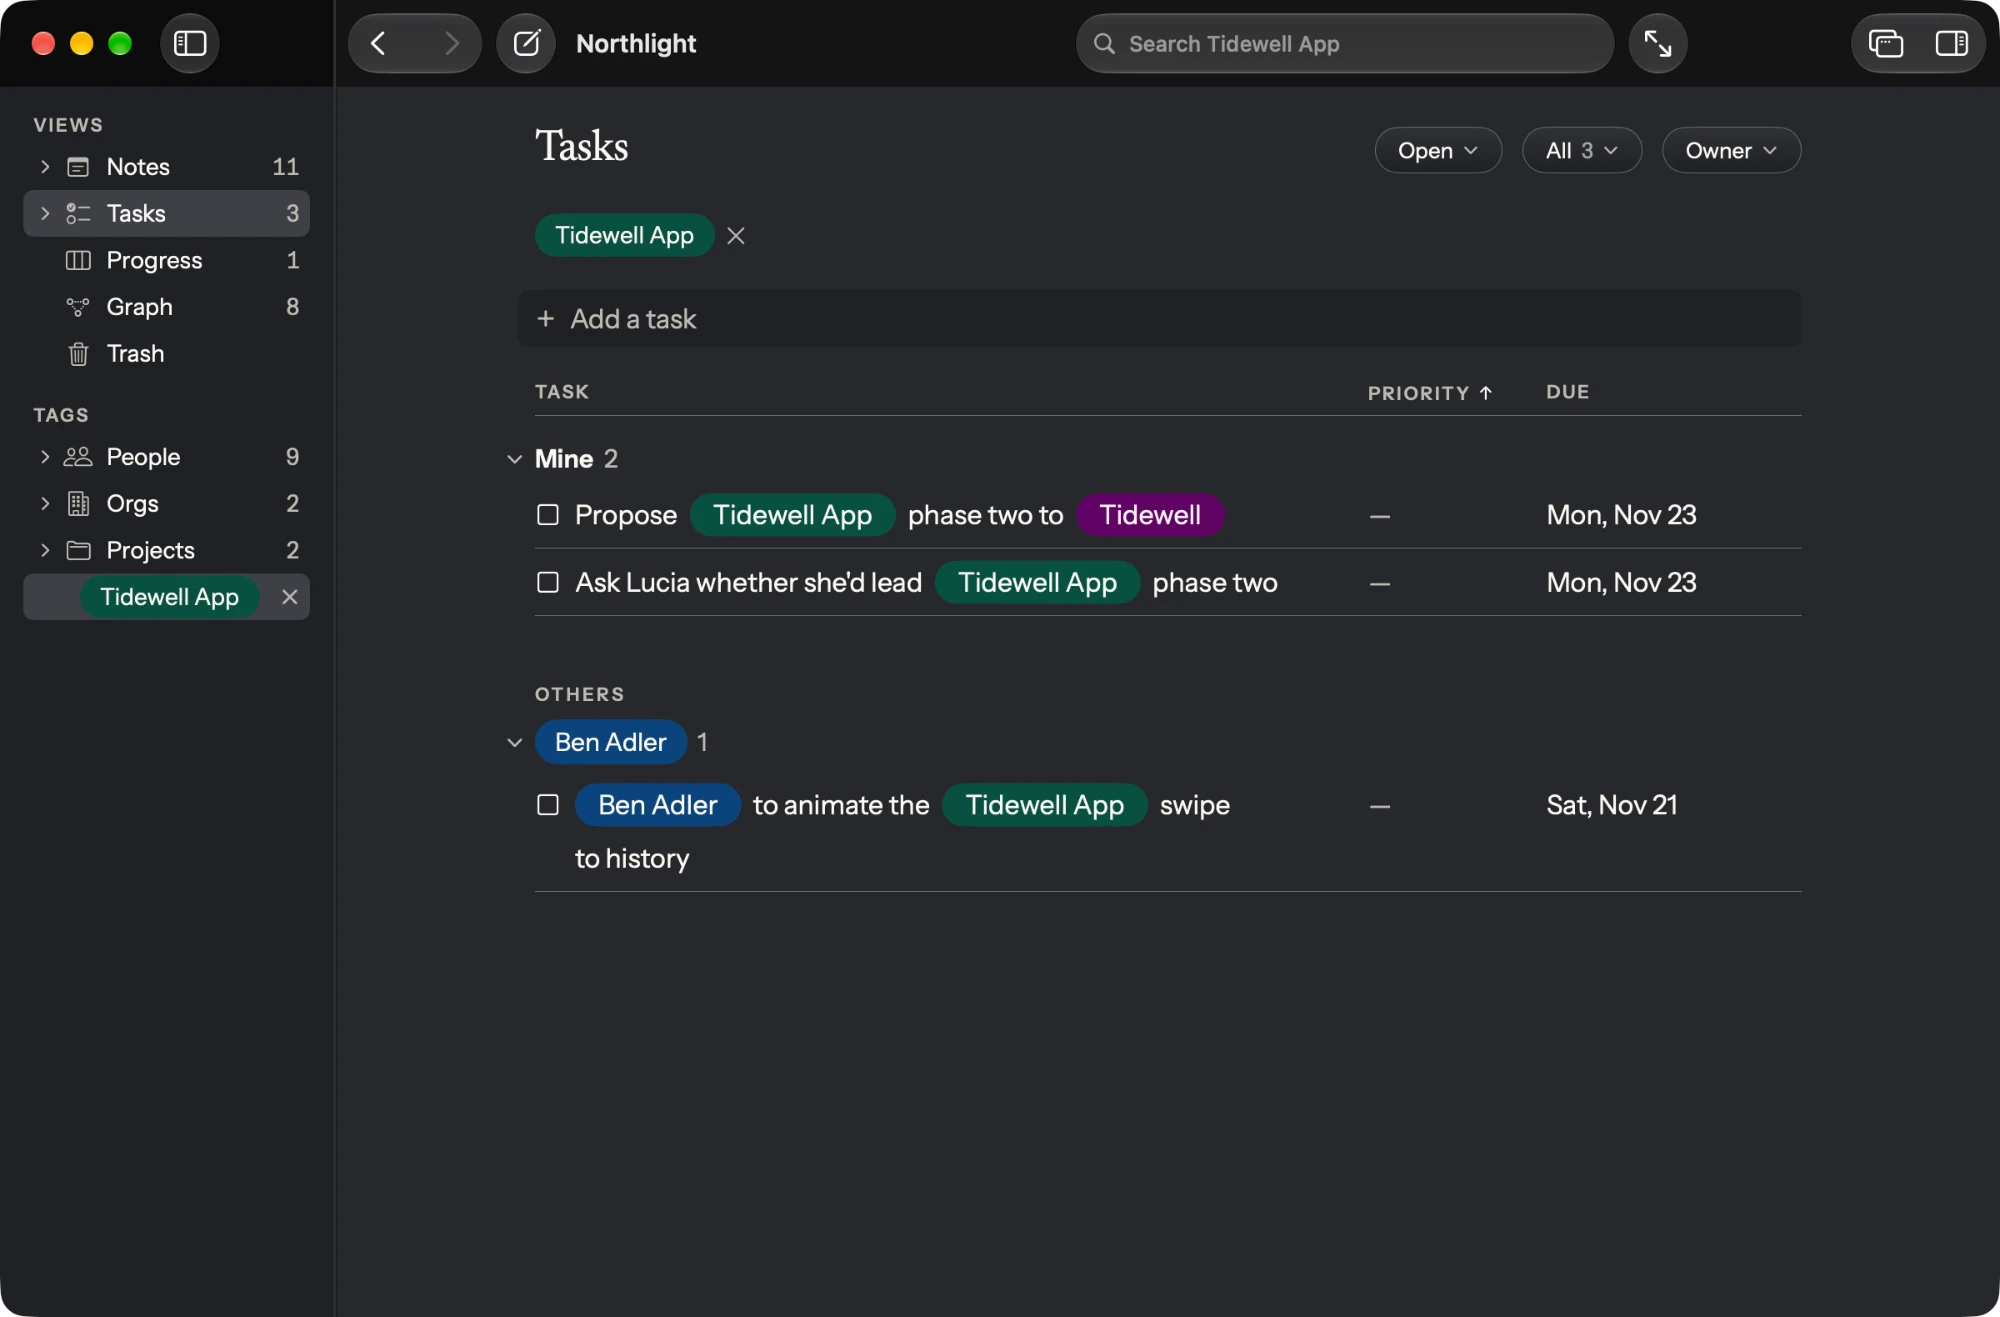 Northlight
Search Tidewell App
VIEWS
Notes 11
Tasks 3
Progress 1
Graph 8
Trash
TAGS
People 9
Orgs 2
Projects 2
Tidewell App
Tasks
Open
All 3
Owner
Tidewell App
+ Add a task
TASK PRIORITY ↑ DUE
Mine 2
Propose Tidewell App phase two to Tidewell — Mon, Nov 23
Ask Lucia whether she'd lead Tidewell App phase two — Mon, Nov 23
OTHERS
Ben Adler 1
Ben Adler to animate the Tidewell App swipe — Sat, Nov 21
to history